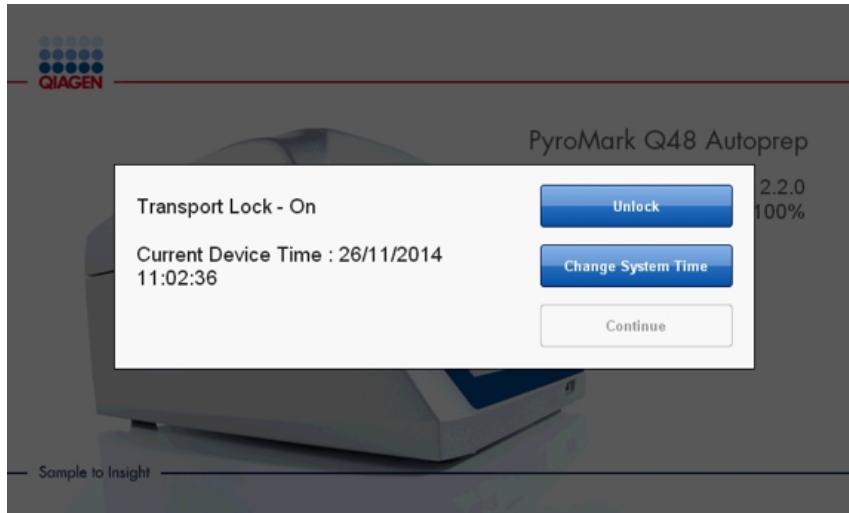 QIAGEN
PyroMark Q48 Autoprep
2.2.0
100%
Transport Lock - On
Current Device Time : 26/11/2014
11:02:36
Unlock
Change System Time
Continue
Sample to Insight